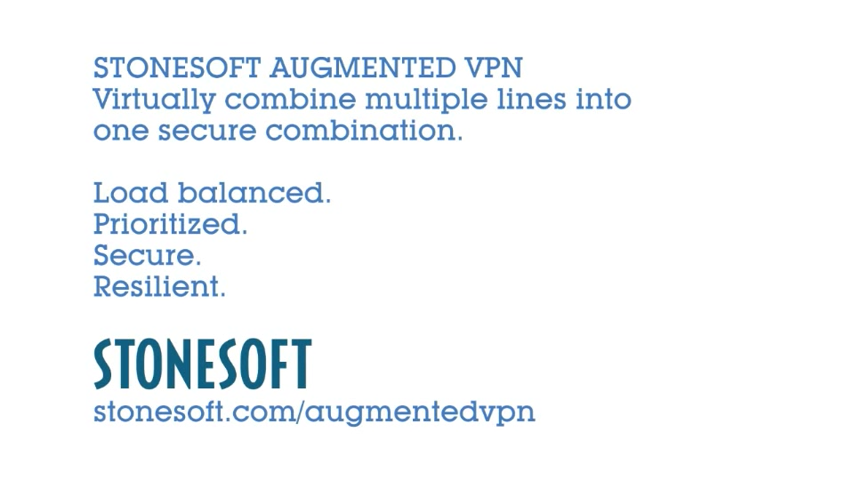 STONESOFT AUGMENTED VPN
Virtually combine multiple lines into
one secure combination.
Load balanced.
Prioritized.
Secure.
Resilient.
STONESOFT
stonesoft.com/augmentedvpn